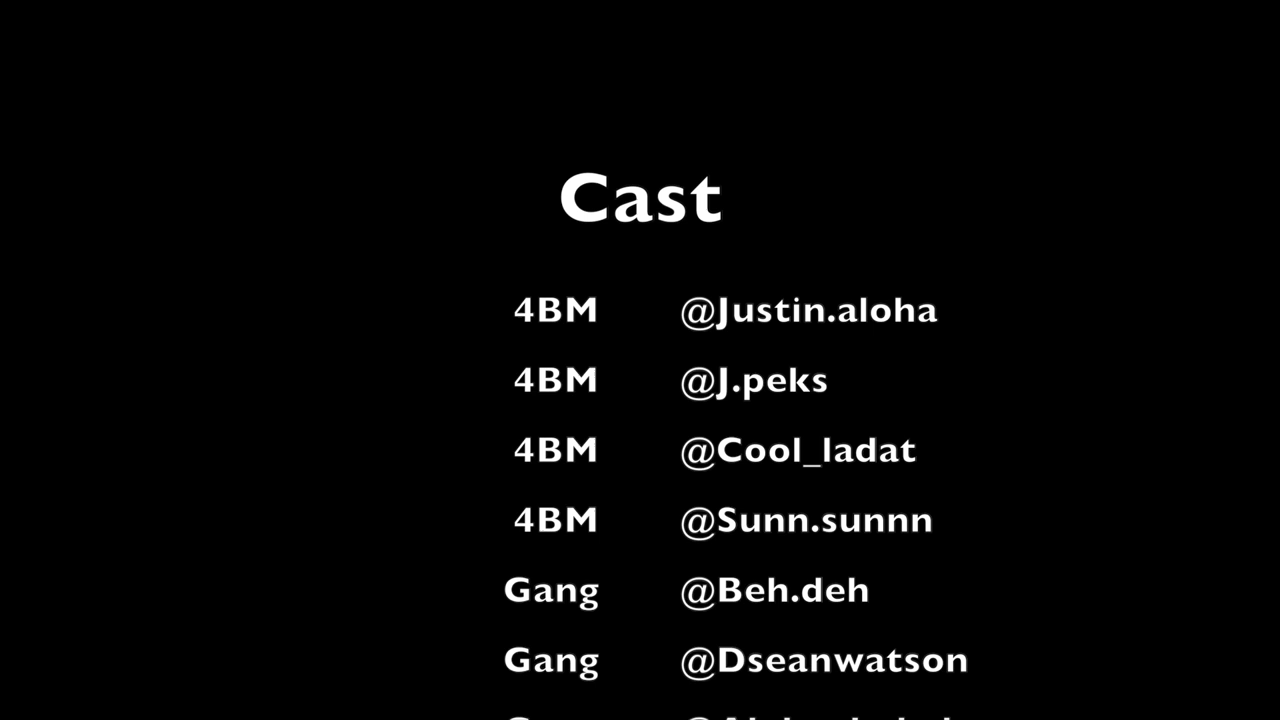 Cast
4BM @Justin.aloha
4BM @J.peks
4BM @Cool_ladat
4BM @Sunn.sunnn
Gang @Beh.deh
Gang @Dseanwatson